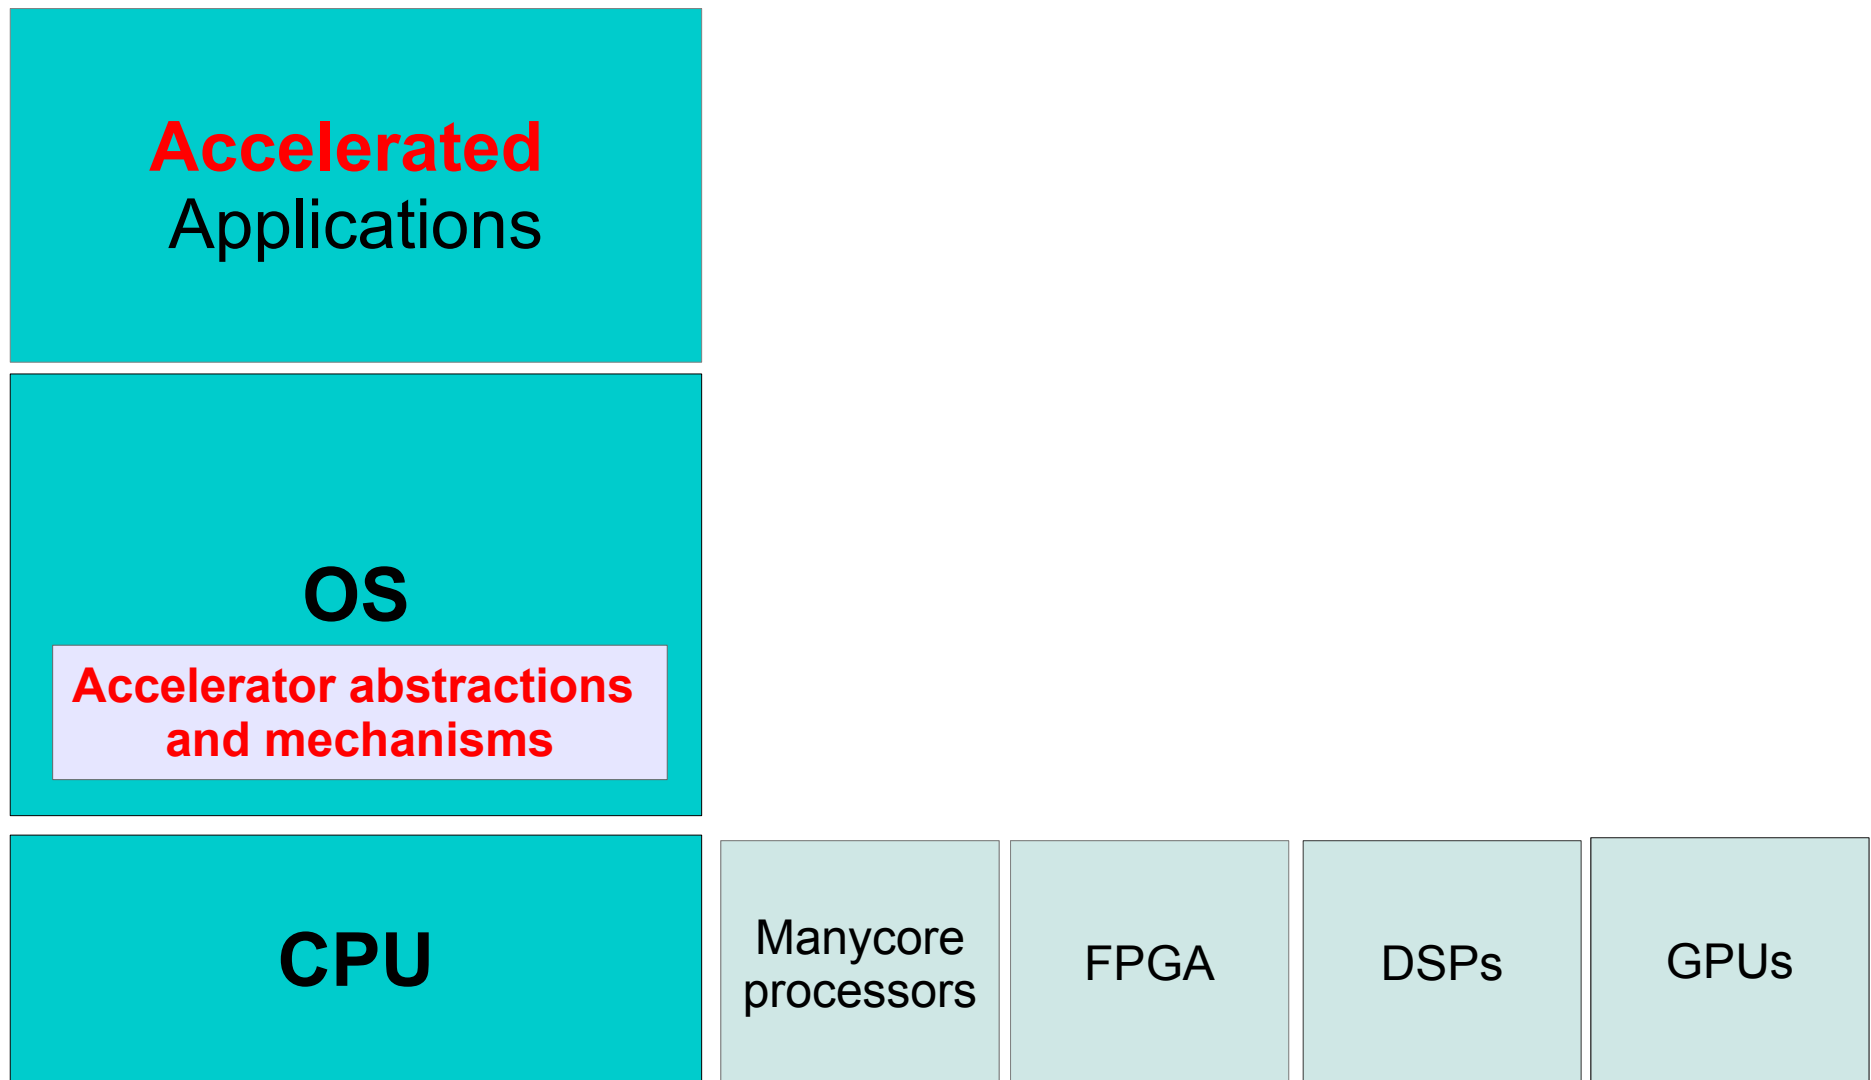 Accelerated
Applications
OS
Accelerator abstractions
and mechanisms
CPU
Manycore
processors
FPGA
DSPs
GPUs